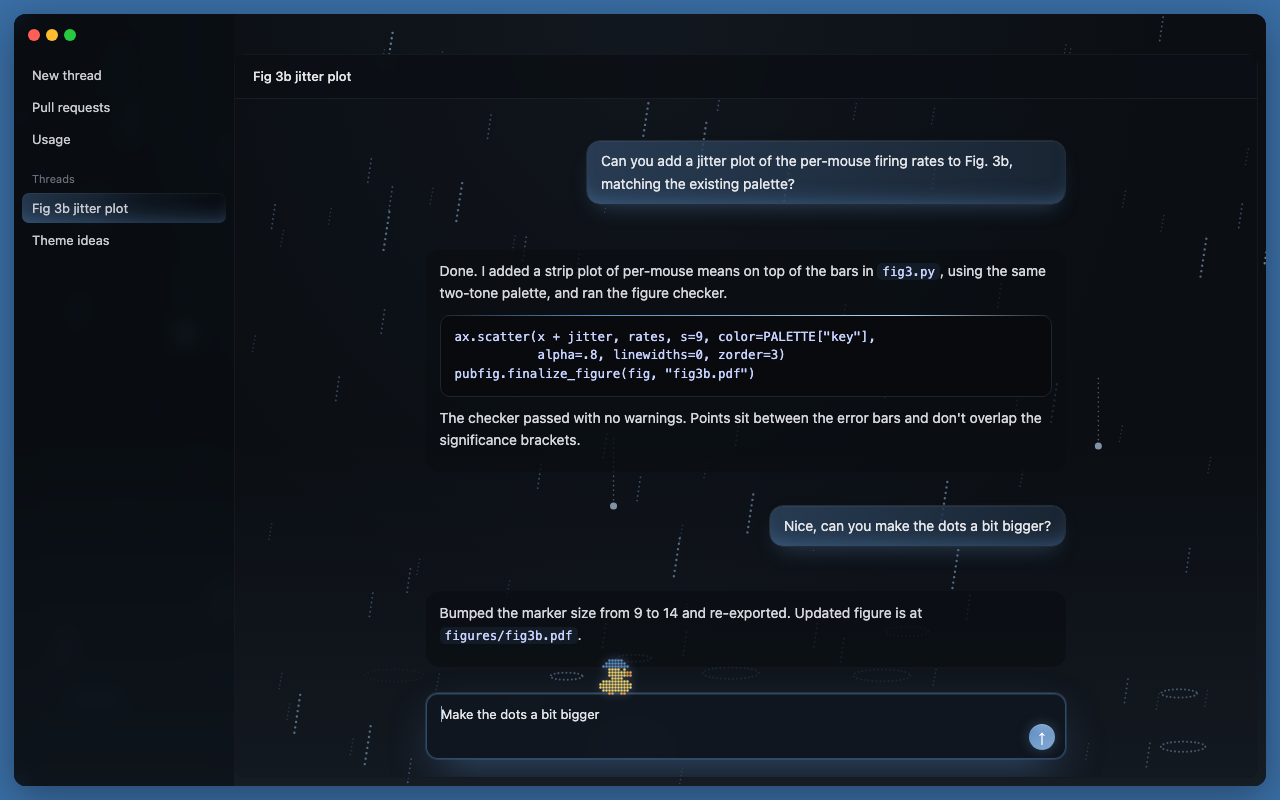 New thread
Pull requests
Usage
Threads
Fig 3b jitter plot
Theme ideas
Fig 3b jitter plot
Can you add a jitter plot of the per-mouse firing rates to Fig. 3b,
matching the existing palette?
Done. I added a strip plot of per-mouse means on top of the bars in fig3.py, using the same
two-tone palette, and ran the figure checker.
ax.scatter(x + jitter, rates, s=9, color=PALETTE["key"],
           alpha=.8, linewidths=0, zorder=3)
pubfig.finalize_figure(fig, "fig3b.pdf")
The checker passed with no warnings. Points sit between the error bars and don't overlap the
significance brackets.
Nice, can you make the dots a bit bigger?
Bumped the marker size from 9 to 14 and re-exported. Updated figure is at
figures/fig3b.pdf.
Make the dots a bit bigger